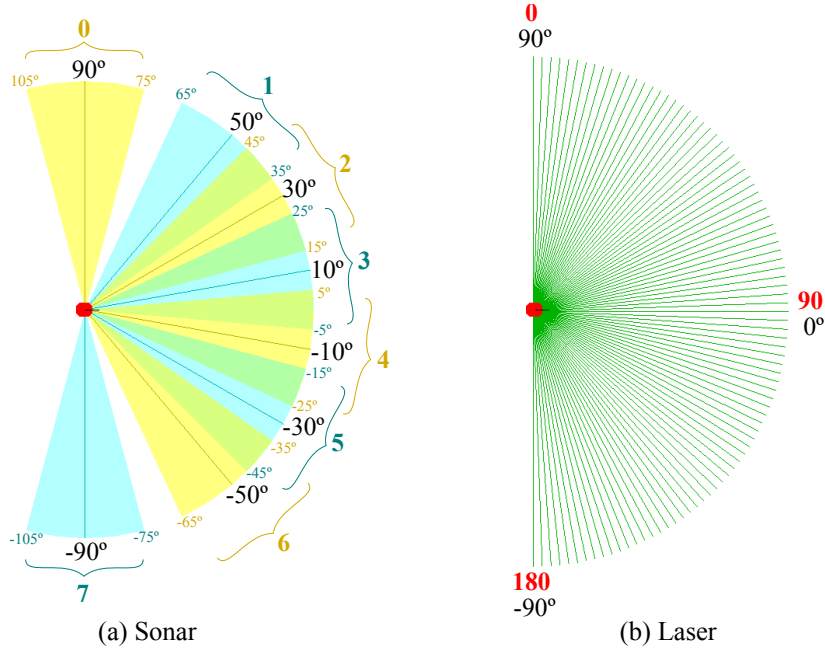 0
90º
105º
75º
1
65º
50º
45º
2
35º
30º
25º
15º
10º
3
5º
-5º
-10º
4
-15º
-25º
-30º
5
-35º
-45º
-50º
-65º
6
-105º
-90º
-75º
7
(a) Sonar
0
90º
90
0º
180
-90º
(b) Laser